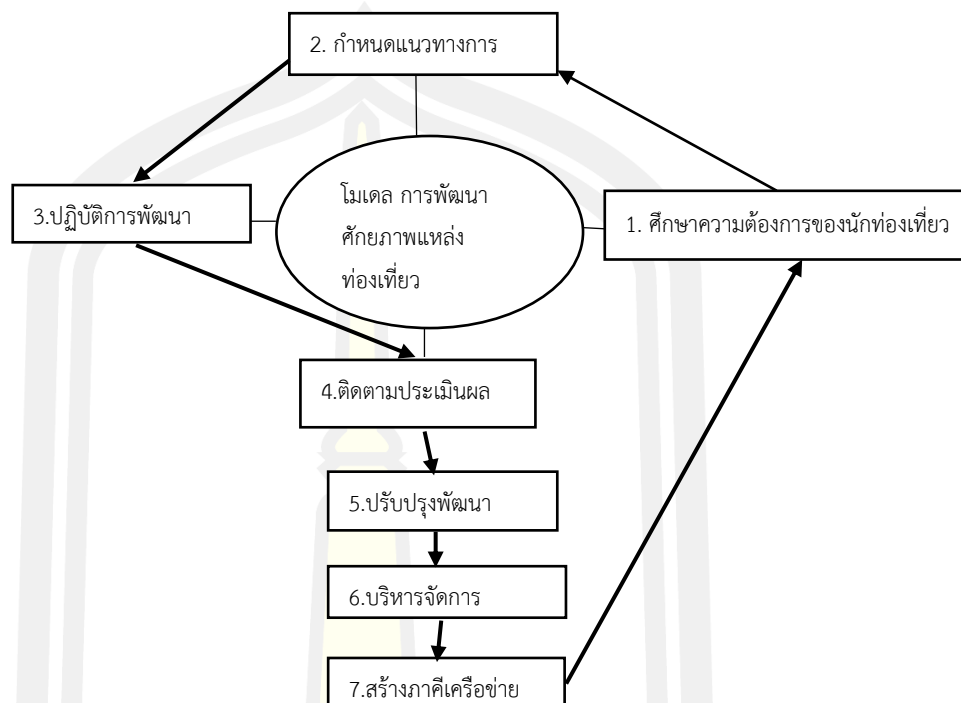 2. กำหนดแนวทางการ
โมเดล การพัฒนา
ศักยภาพแหล่ง
ท่องเที่ยว
3.ปฏิบัติการพัฒนา
1. ศึกษาความต้องการของนักท่องเที่ยว
4.ติดตามประเมินผล
5.ปรับปรุงพัฒนา
6.บริหารจัดการ
7.สร้างภาคีเครือข่าย